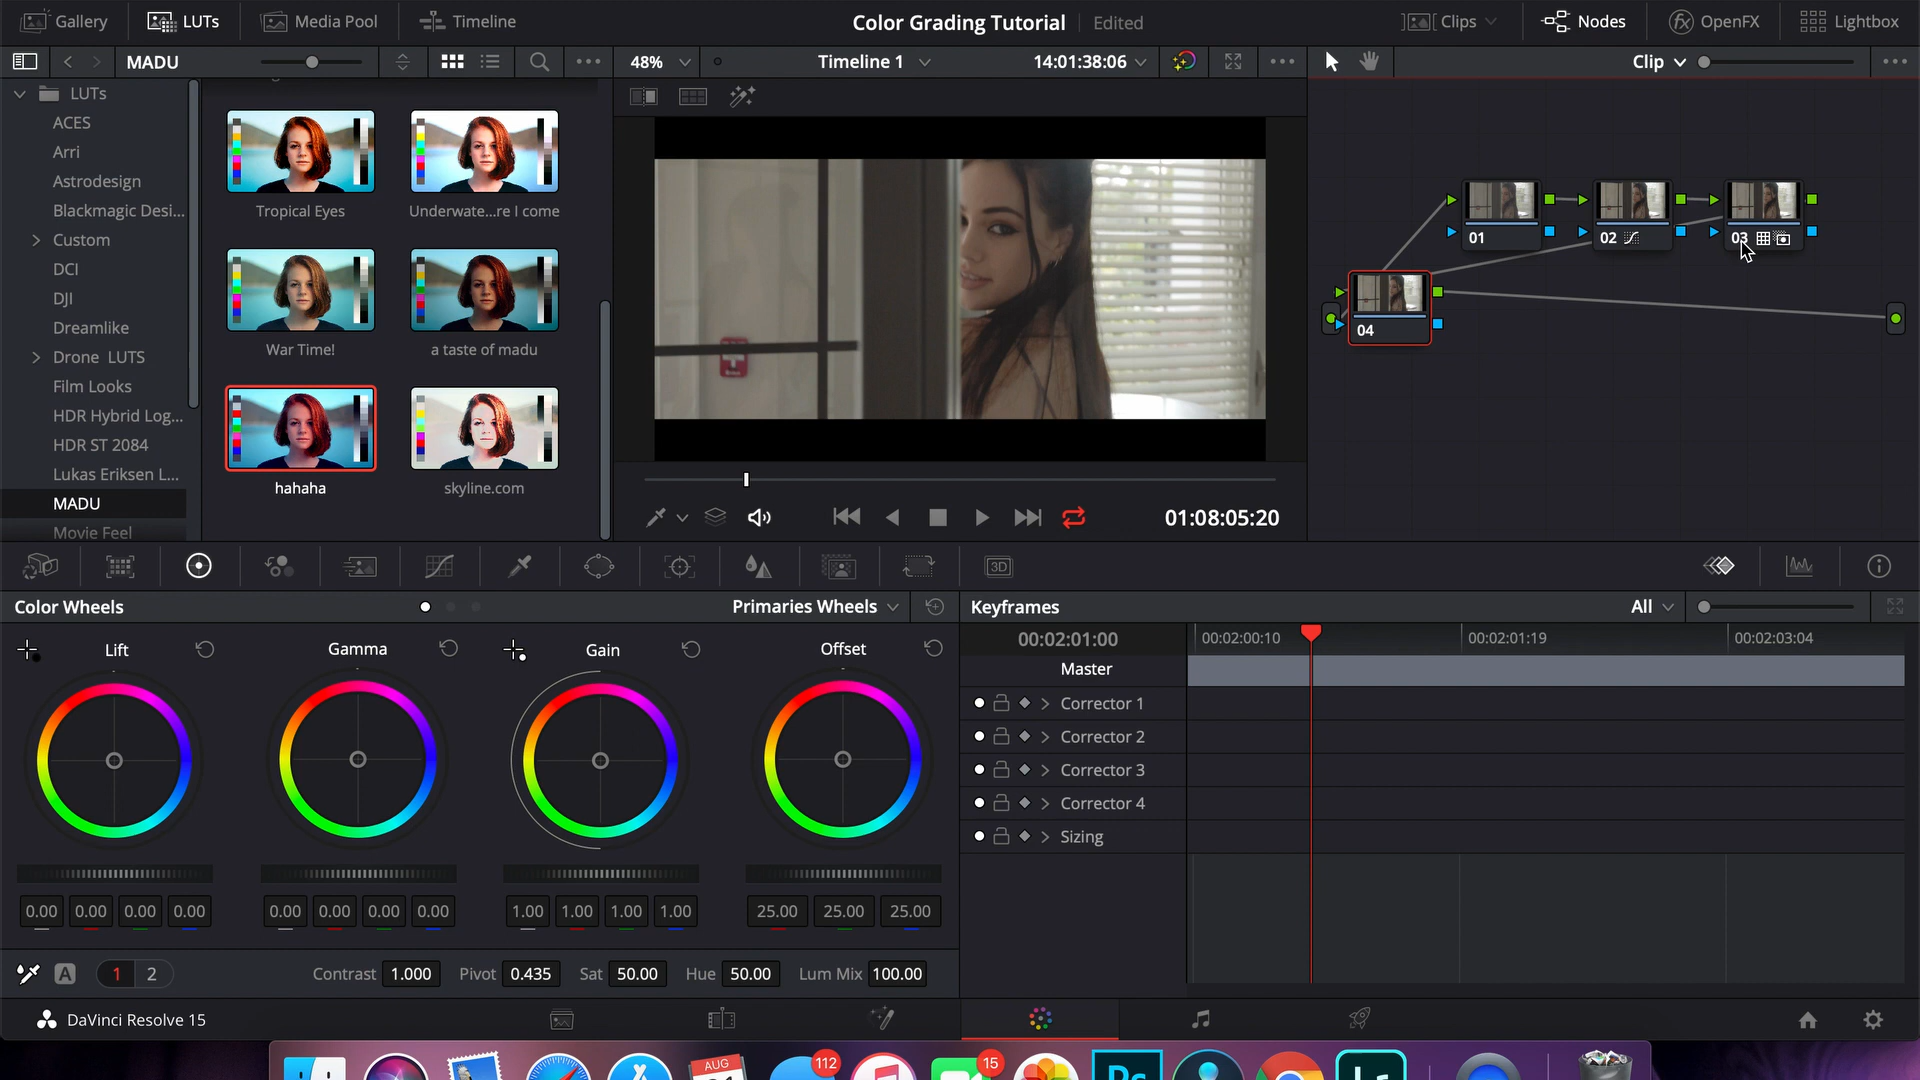 Gallery
LUTs
Media Pool
Timeline
Color Grading Tutorial
Edited
Clips
Nodes
OpenFX
Lightbox
MADU
48%
Timeline 1
14:01:38:06
Clip
LUTs
ACES
Arri
Astrodesign
Blackmagic Desi...
Custom
DCI
DJI
Dreamlike
Drone LUTS
Film Looks
HDR Hybrid Log...
HDR ST 2084
Lukas Eriksen L...
MADU
Movie Feel
Tropical Eyes
Underwate...re I come
War Time!
a taste of madu
hahaha
skyline.com
01:08:05:20
01
02
03
04
3D
Color Wheels
Primaries Wheels
Lift
Gamma
Gain
Offset
0.00 0.00 0.00 0.00
0.00 0.00 0.00 0.00
1.00 1.00 1.00 1.00
25.00 25.00 25.00
A
1 2
Contrast 1.000
Pivot 0.435
Sat 50.00
Hue 50.00
Lum Mix 100.00
Keyframes
All
00:02:01:00
00:02:00:10
00:02:01:19
00:02:03:04
Master
Corrector 1
Corrector 2
Corrector 3
Corrector 4
Sizing
DaVinci Resolve 15
AUG
112
15
Ps